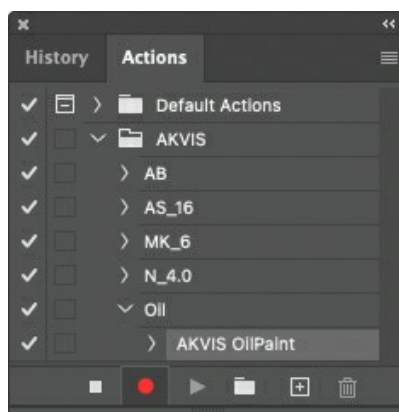 History Actions
Default Actions
AKVIS
AB
AS_16
MK_6
N_4.0
Oil
AKVIS OilPaint